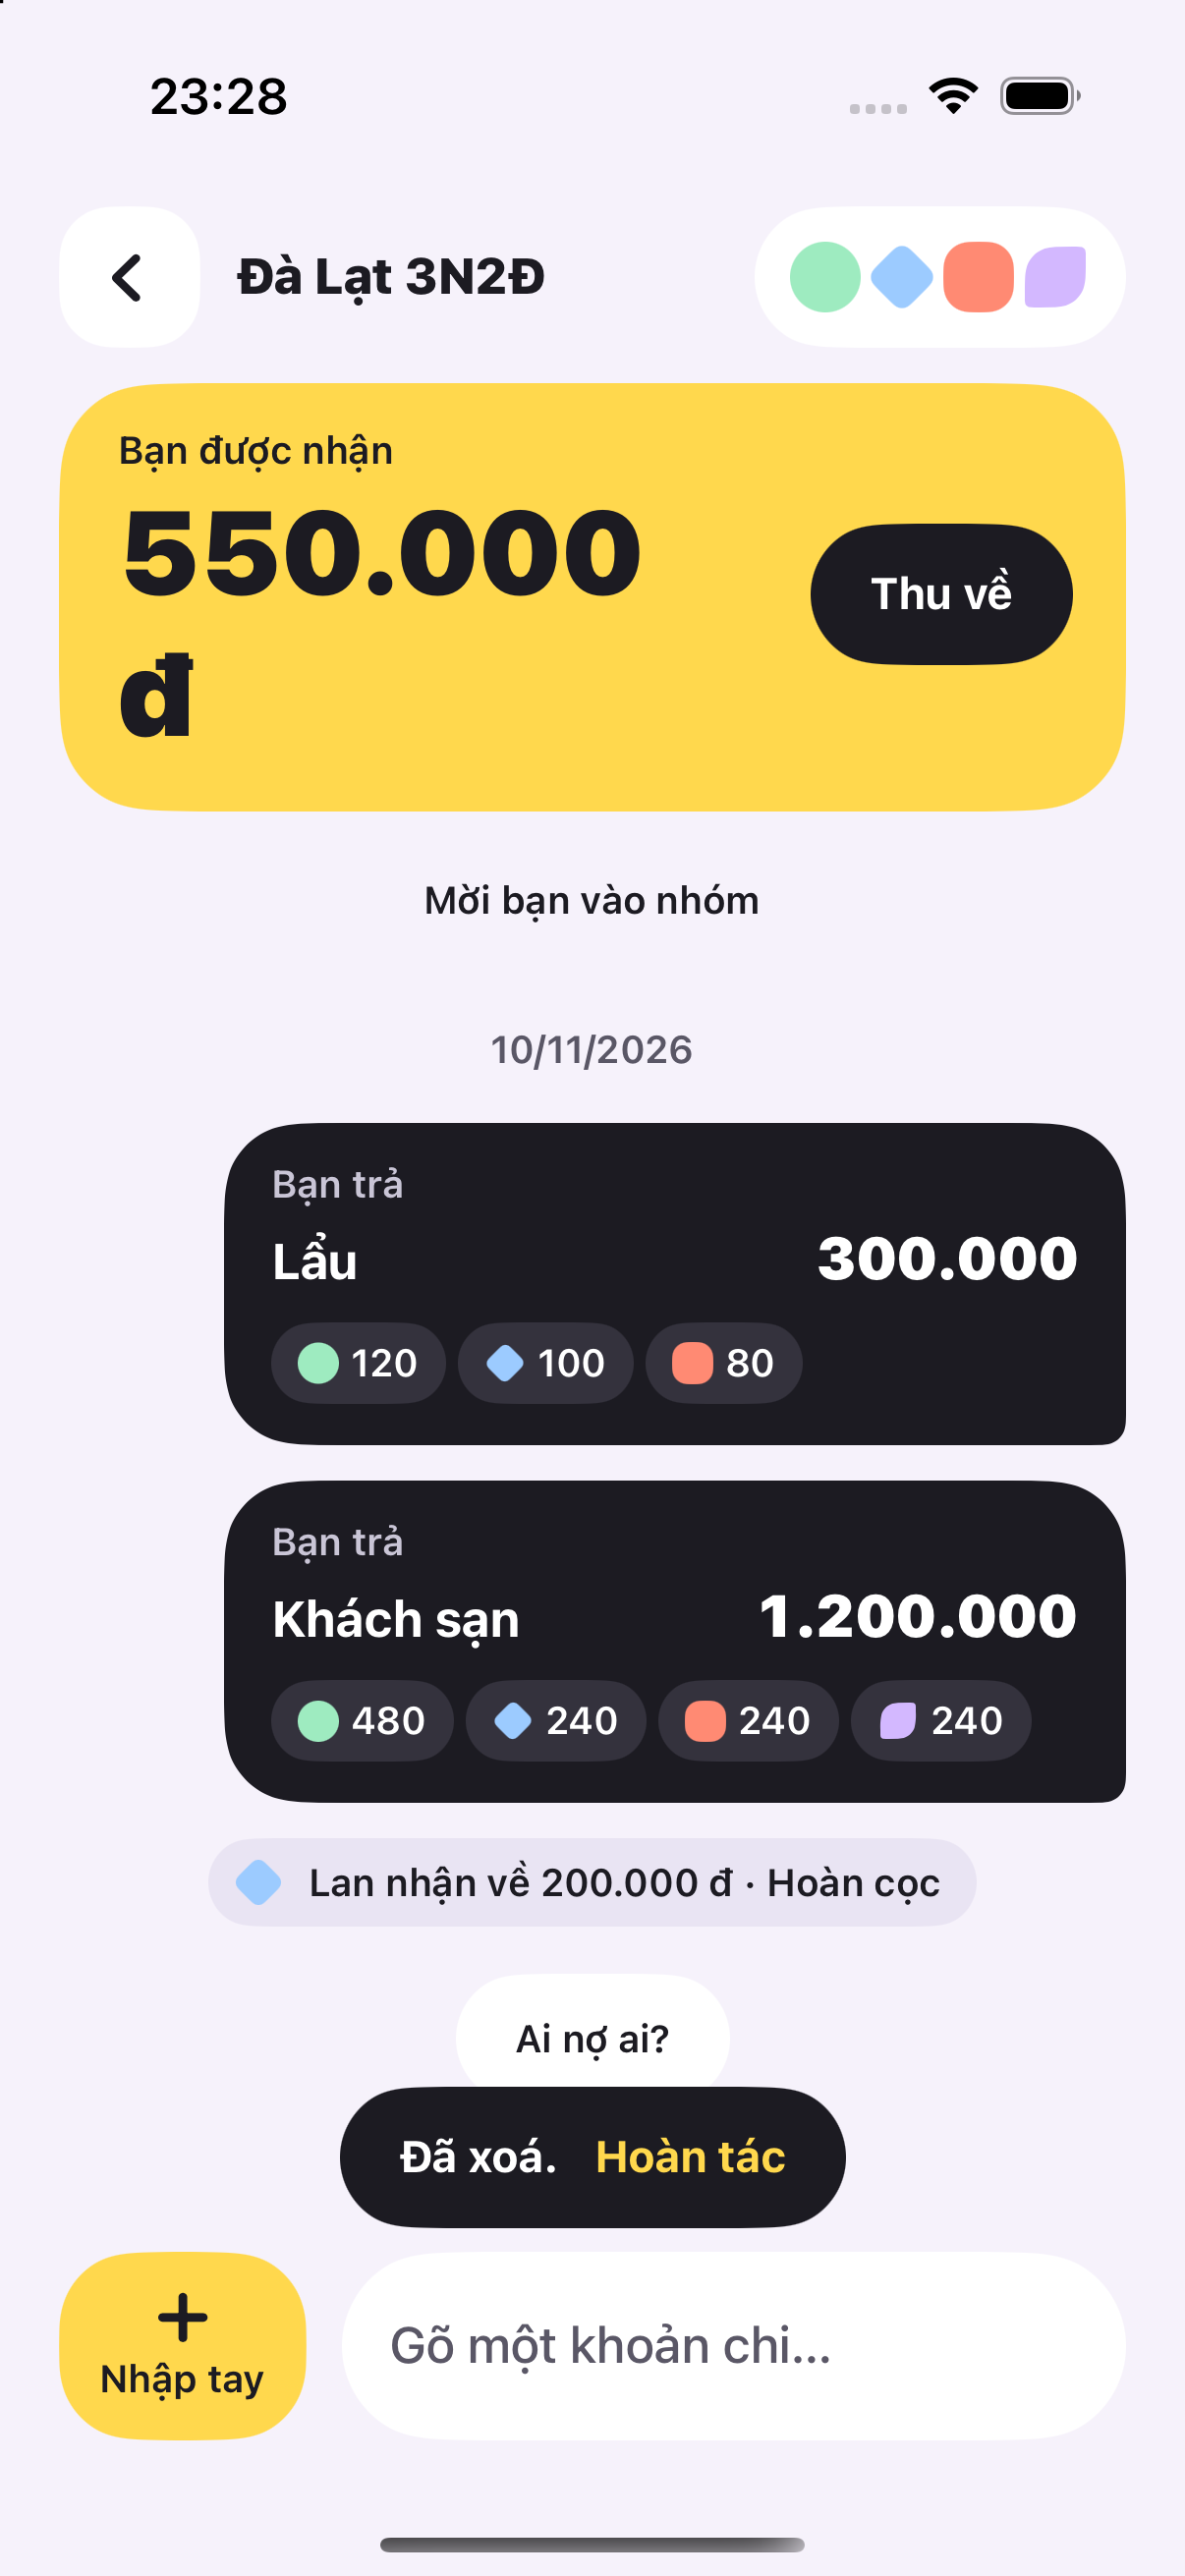 23:28
Đà Lạt 3N2Đ
Bạn được nhận
550.000
đ
Thu về
Mời bạn vào nhóm
10/11/2026
Bạn trả
Lẩu 300.000
120 100 80
Bạn trả
Khách sạn 1.200.000
480 240 240 240
Lan nhận về 200.000 đ · Hoàn cọc
Ai nợ ai?
Đã xoá. Hoàn tác
Nhập tay
Gõ một khoản chi...